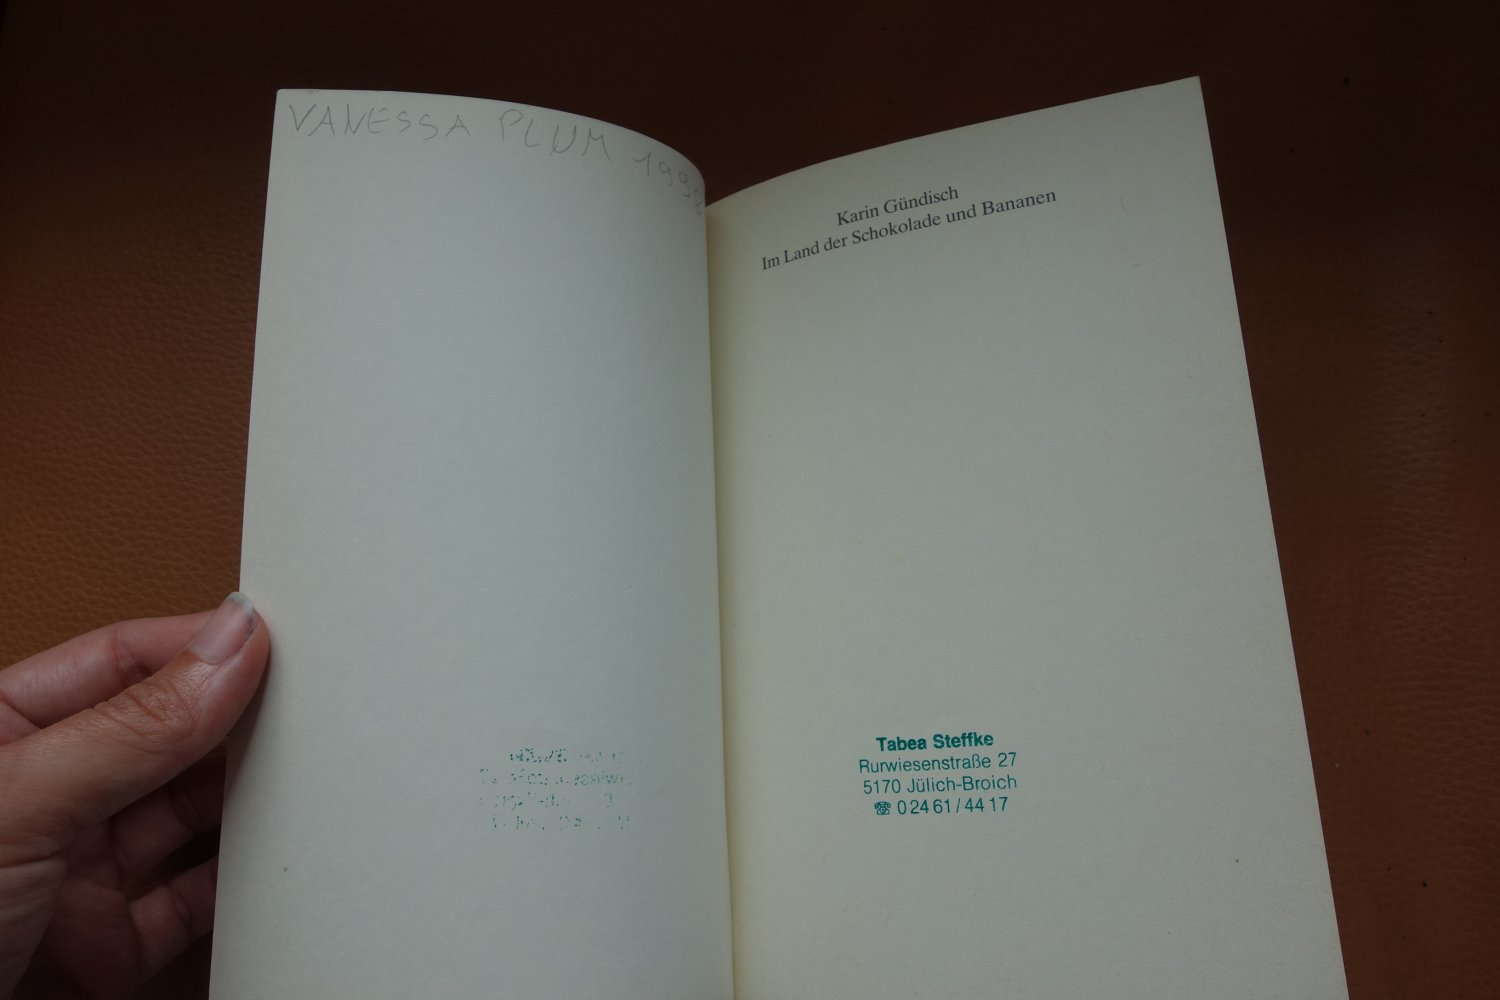 VANESSA PLUM 1998
Karin Gündisch
Im Land der Schokolade und Bananen
Tabea Steffke
Rurwiesenstraße 27
5170 Jülich-Broich
☎ 0 24 61 / 44 17